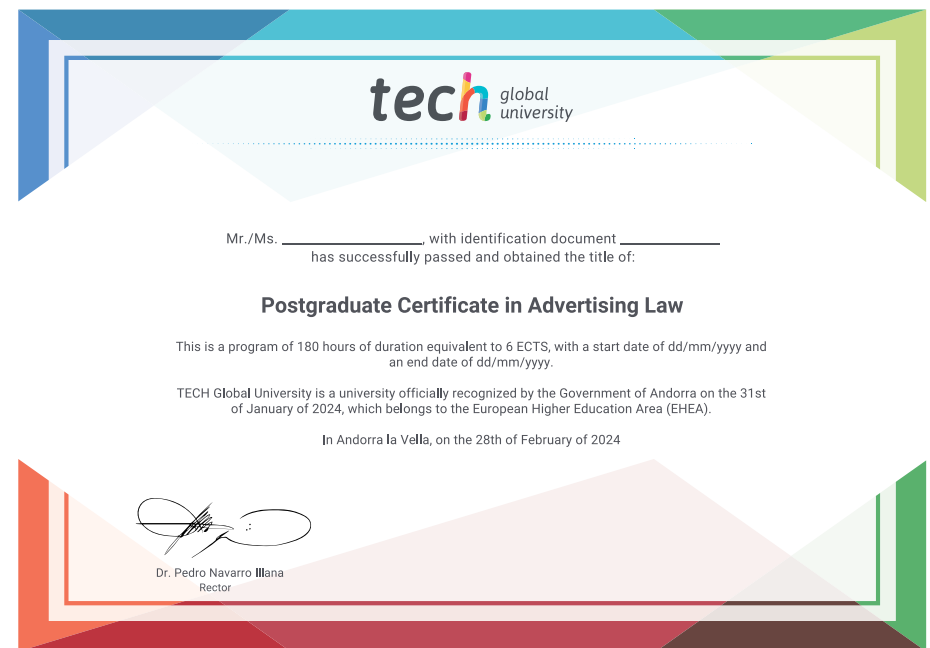 tech global
university
Mr./Ms. ______________, with identification document __________
has successfully passed and obtained the title of:
Postgraduate Certificate in Advertising Law
This is a program of 180 hours of duration equivalent to 6 ECTS, with a start date of dd/mm/yyyy and
an end date of dd/mm/yyyy.
TECH Global University is a university officially recognized by the Government of Andorra on the 31st
of January of 2024, which belongs to the European Higher Education Area (EHEA).
In Andorra la Vella, on the 28th of February of 2024
Dr. Pedro Navarro Illana
Rector